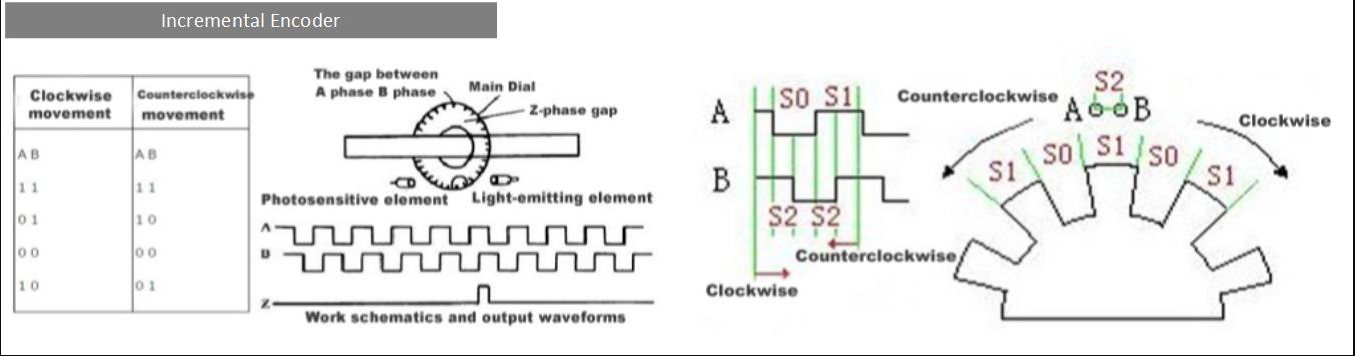 Incremental Encoder
Clockwise movement
Counterclockwise movement
A B
A B
1 1
1 1
0 1
1 0
0 0
0 0
1 0
0 1
The gap between
A phase B phase
Main Dial
Z-phase gap
Photosensitive element
Light-emitting element
A
B
Z
Work schematics and output waveforms
A
S0
S1
B
S2
S2
Counterclockwise
Clockwise
Counterclockwise
S2
A
B
Clockwise
S1
S0
S1
S0
S1